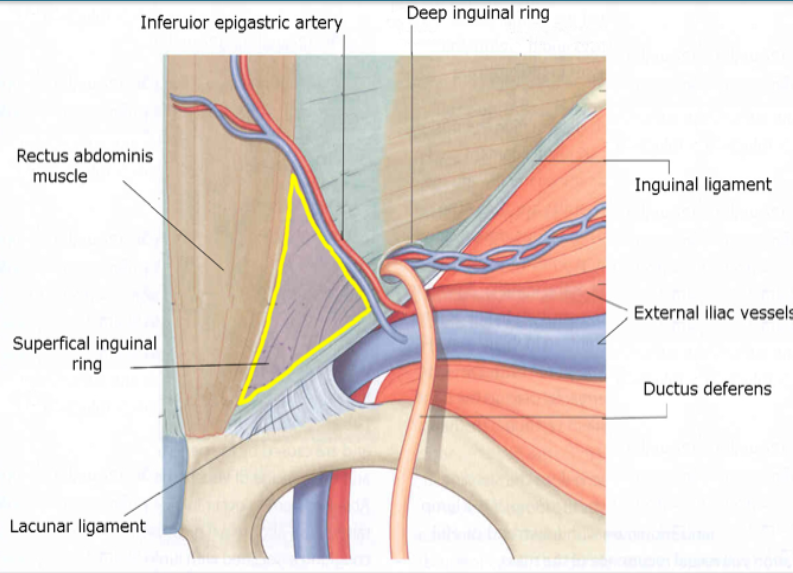 Inferuior epigastric artery
Deep inguinal ring
Rectus abdominis
muscle
Inguinal ligament
External iliac vessels
Superfical inguinal
ring
Ductus deferens
Lacunar ligament